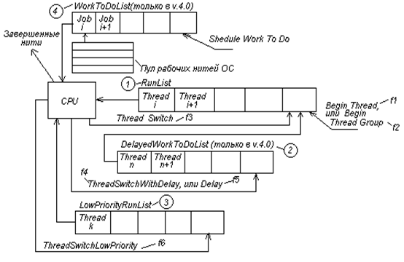 ④ WorkToDoList(только в v.4.0)
Завершенные нити
Job i
Job i+1
Shedule Work To Do
Пул рабочих нитей ОС
① RunList
CPU
Thread i
Thread i+1
Begin Thread, или Begin Thread Group
f1
f2
Thread Switch
f3
DelayedWorkToDoList (только в v.4.0)
②
Thread n
Thread n+1
f4
ThreadSwitchWithDelay, или Delay
f5
LowPriorityRunList ③
Thread k
ThreadSwitchLowPriority
f6